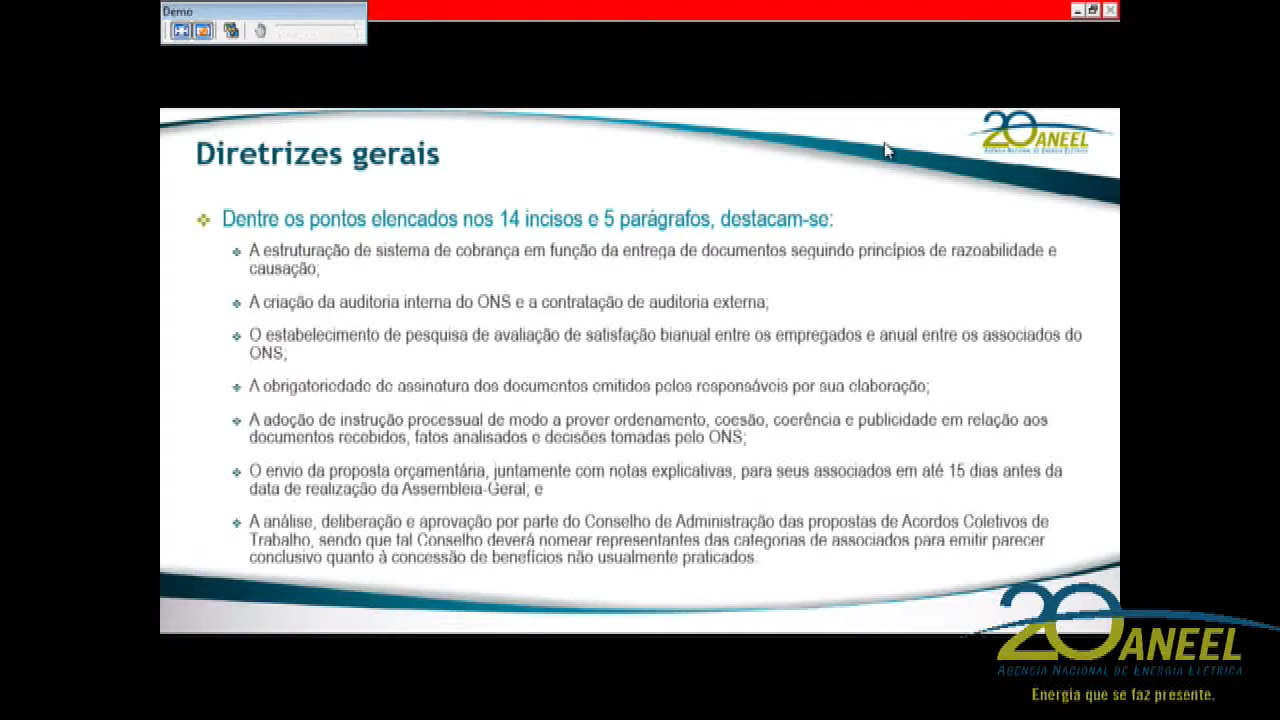 Demo
20 ANEEL
AGÊNCIA NACIONAL DE ENERGIA ELÉTRICA
Diretrizes gerais
Dentre os pontos elencados nos 14 incisos e 5 parágrafos, destacam-se:
A estruturação de sistema de cobrança em função da entrega de documentos seguindo princípios de razoabilidade e
causação;
A criação da auditoria interna do ONS e a contratação de auditoria externa;
O estabelecimento de pesquisa de avaliação de satisfação bianual entre os empregados e anual entre os associados do
ONS;
A obrigatoriedade de assinatura dos documentos emitidos pelos responsáveis por sua elaboração;
A adoção de instrução processual de modo a prover ordenamento, coesão, coerência e publicidade em relação aos
documentos recebidos, fatos analisados e decisões tomadas pelo ONS;
O envio da proposta orçamentária, juntamente com notas explicativas, para seus associados em até 15 dias antes da
data de realização da Assembleia-Geral; e
A análise, deliberação e aprovação por parte do Conselho de Administração das propostas de Acordos Coletivos de
Trabalho, sendo que tal Conselho deverá nomear representantes das categorias de associados para emitir parecer
conclusivo quanto à concessão de benefícios não usualmente praticados.
20 ANEEL
AGÊNCIA NACIONAL DE ENERGIA ELÉTRICA
Energia que se faz presente.